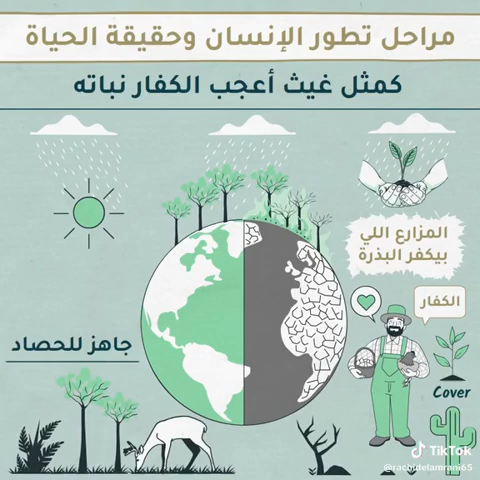 مراحل تطور الإنسان وحقيقة الحياة
كمثل غيث أعجب الكفار نباته
المزارع اللي
بيكفر البذرة
الكفار
جاهز للحصاد
Cover
TikTok
@rachidelamrani65